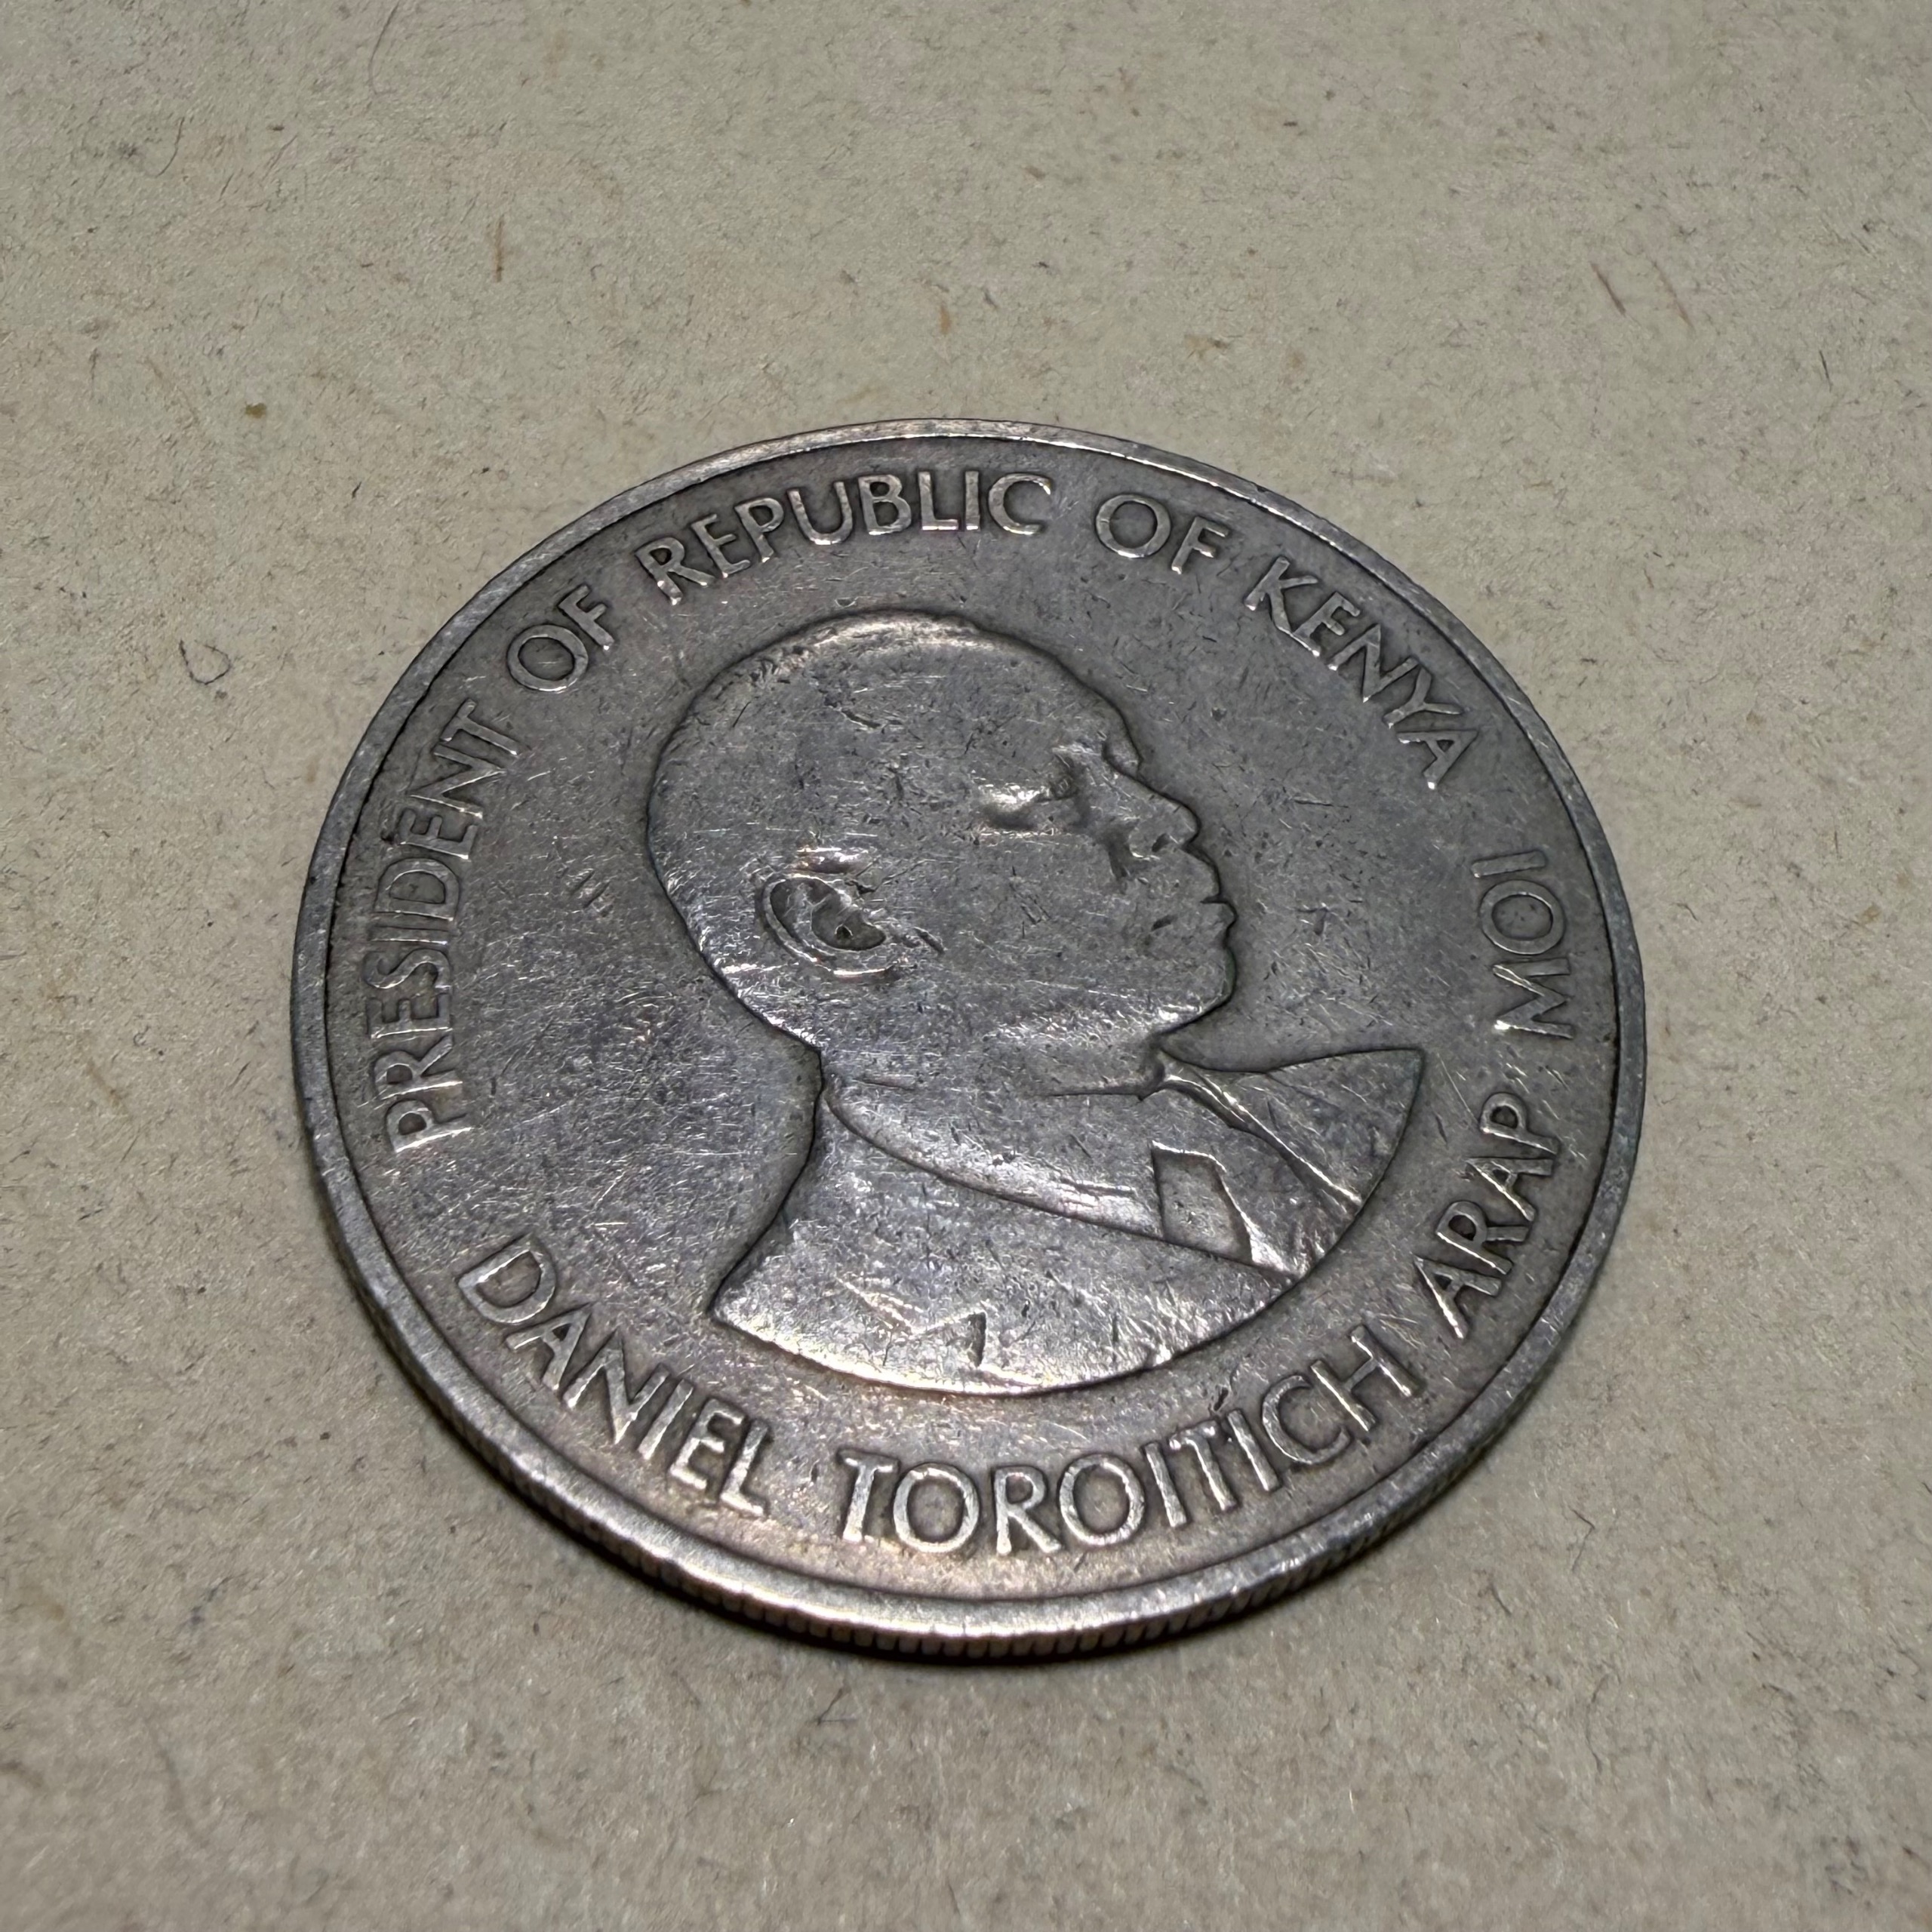 PRESIDENT OF REPUBLIC OF KENYA
DANIEL TOROITICH ARAP MOI